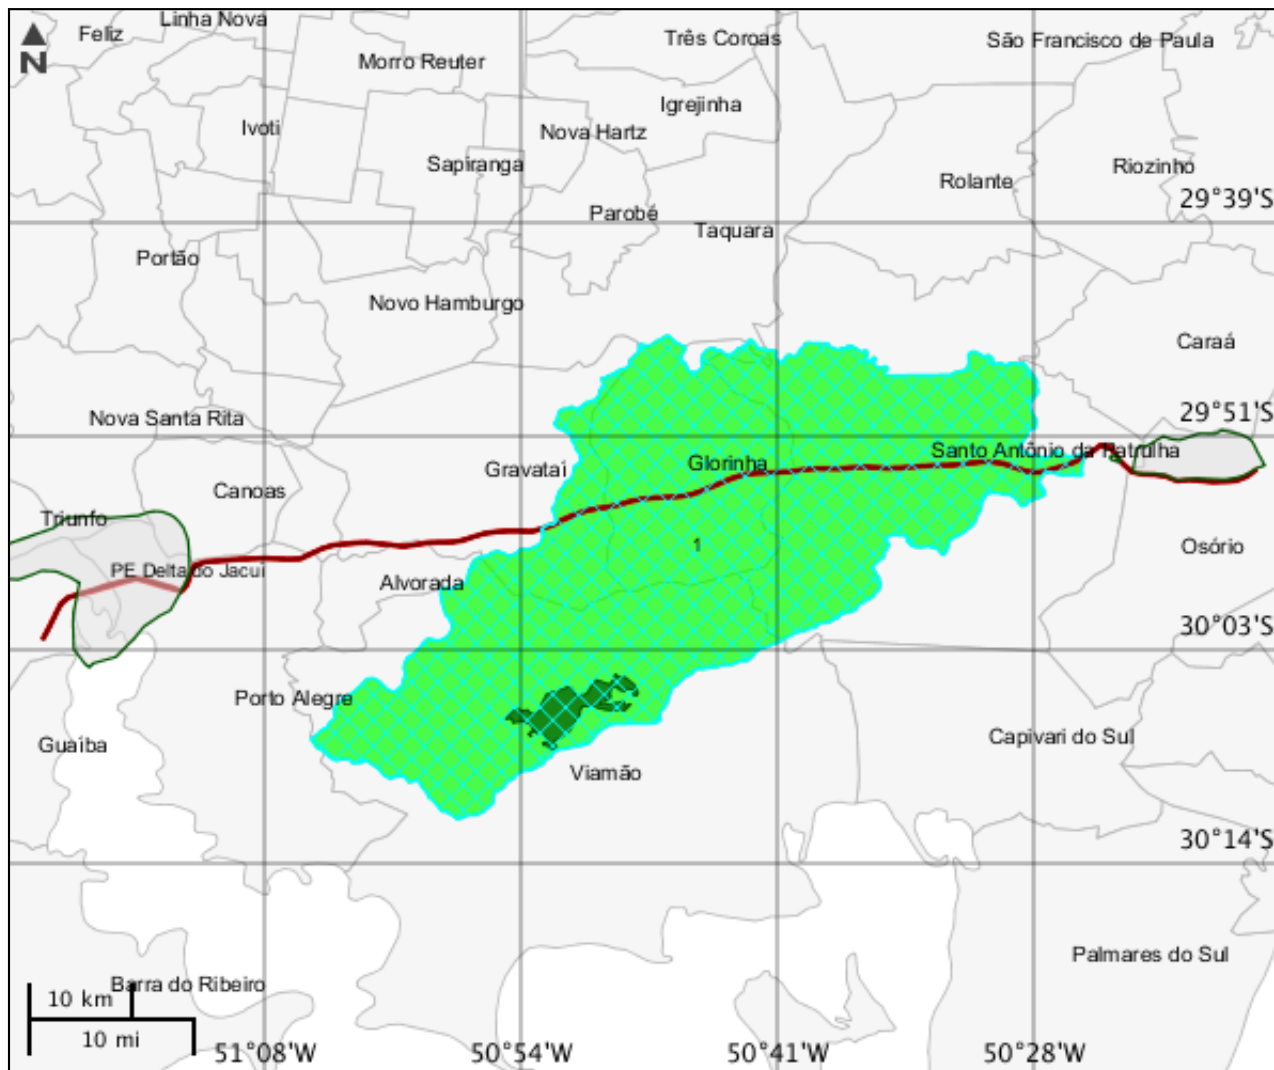 Linha Nova
Feliz
Três Coroas
São Francisco de Paula
N
Morro Reuter
Igrejinha
Ivoti
Nova Hartz
Sapiranga
Riozinho
Rolante
29°39'S
Parobé
Taquara
Portão
Novo Hamburgo
Caraá
29°51'S
Nova Santa Rita
Santo Antônio da Patrulha
Glorinha
Gravataí
Canoas
Triunfo
1
Osório
PE Delta do Jacuí
Alvorada
30°03'S
Porto Alegre
Capivari do Sul
Guaíba
Viamão
30°14'S
Palmares do Sul
Barra do Ribeiro
10 km
10 mi
51°08'W
50°54'W
50°41'W
50°28'W